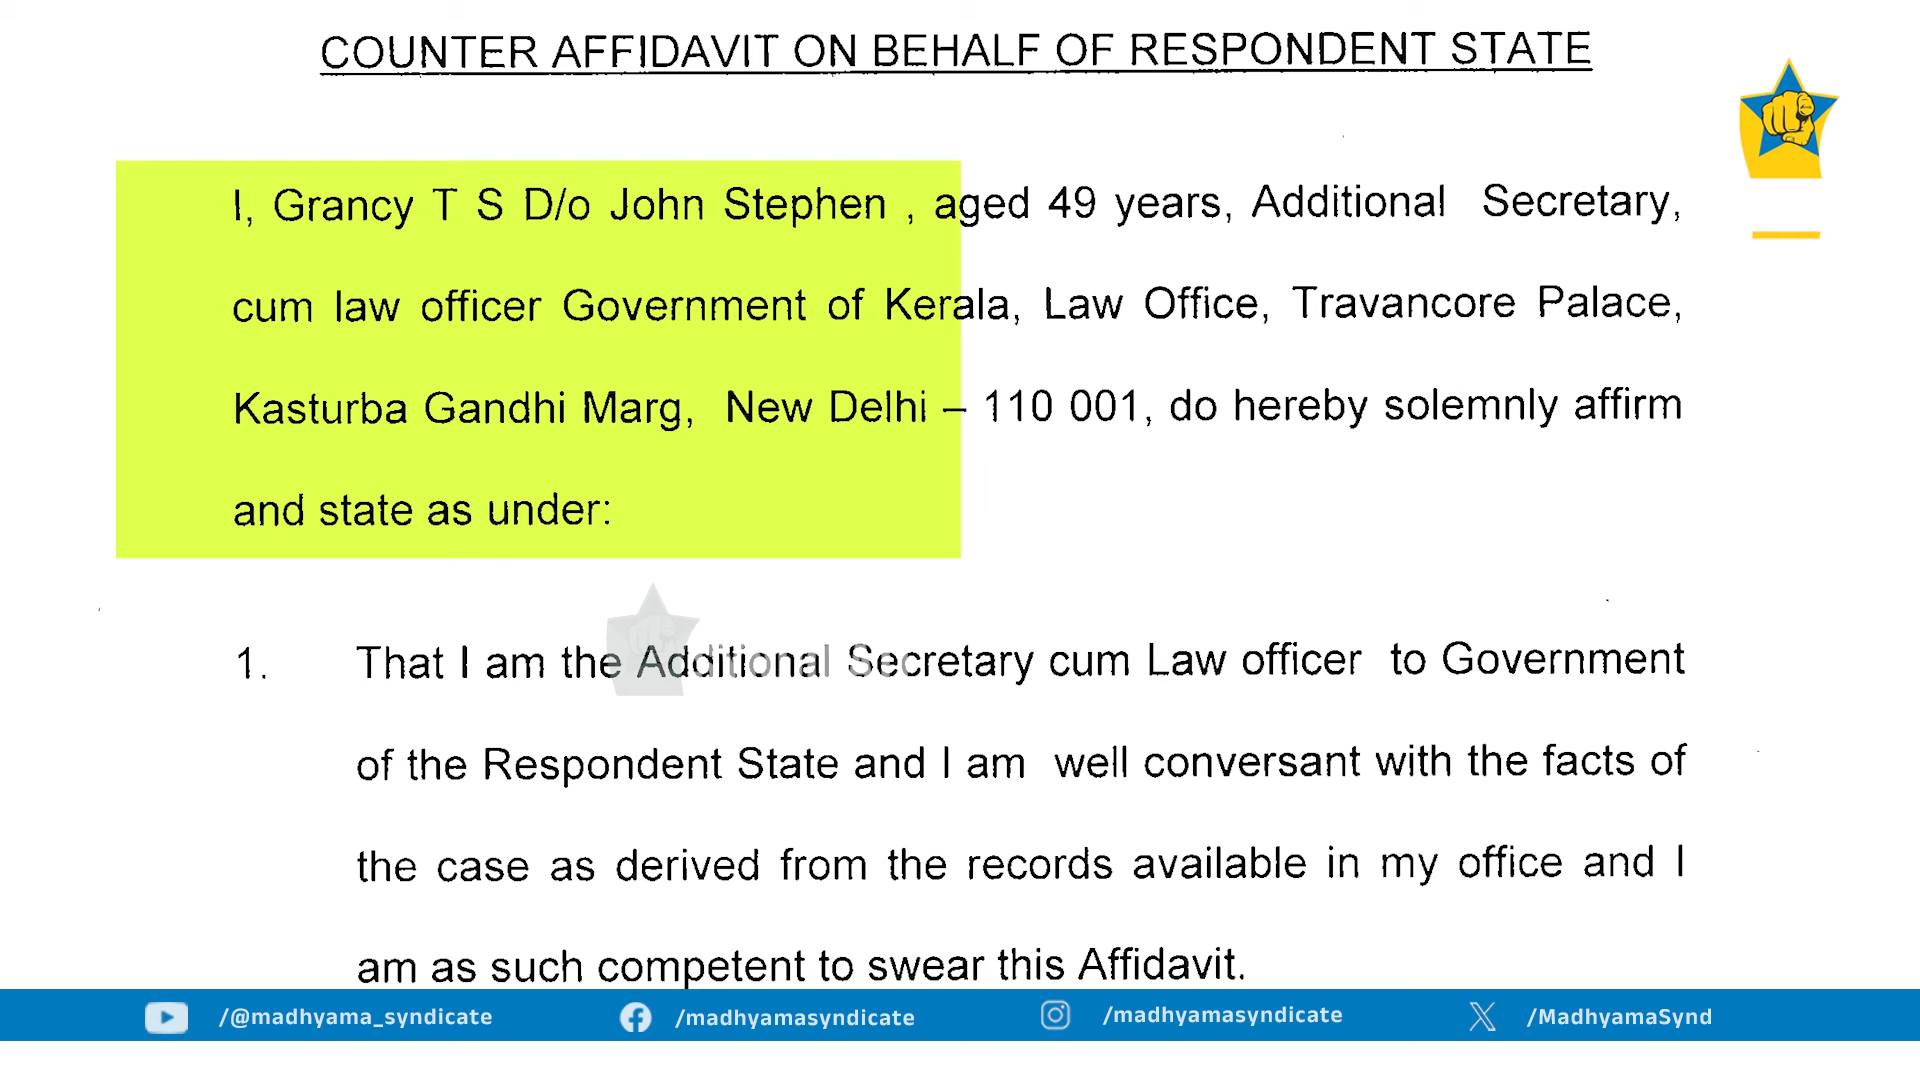 COUNTER AFFIDAVIT ON BEHALF OF RESPONDENT STATE
I, Grancy T S D/o John Stephen , aged 49 years, Additional Secretary,
cum law officer Government of Kerala, Law Office, Travancore Palace,
Kasturba Gandhi Marg, New Delhi – 110 001, do hereby solemnly affirm
and state as under:
1. That I am the Additional Secretary cum Law officer to Government
of the Respondent State and I am well conversant with the facts of
the case as derived from the records available in my office and I
am as such competent to swear this Affidavit.
/@madhyama_syndicate /madhyamasyndicate /madhyamasyndicate /MadhyamaSynd